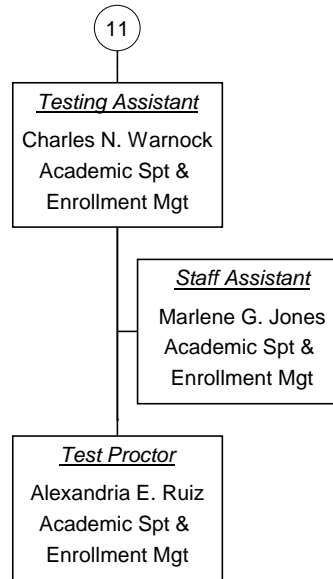 11
Testing Assistant
Charles N. Warnock
Academic Spt &
Enrollment Mgt
Staff Assistant
Marlene G. Jones
Academic Spt &
Enrollment Mgt
Test Proctor
Alexandria E. Ruiz
Academic Spt &
Enrollment Mgt